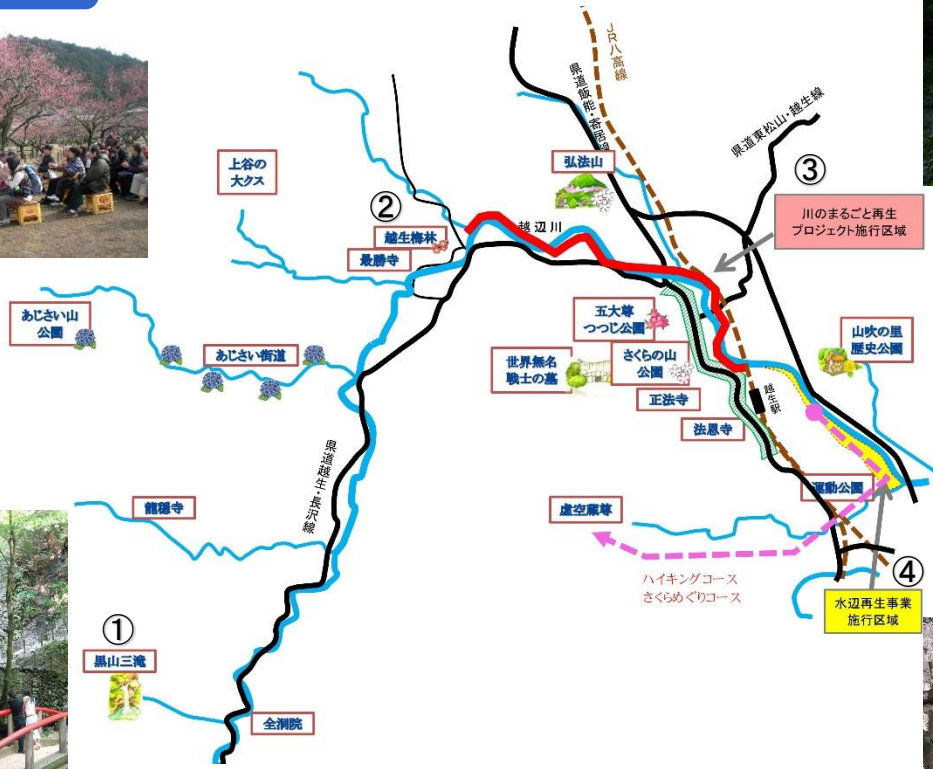 JR八高線
県道飯能・寄居線
県道東松山・越生線
上谷の
大クス
弘法山
③
②
川のまるごと再生
プロジェクト施行区域
越生梅林
越辺川
最勝寺
あじさい山
公園
五大尊
つつじ公園
山吹の里
歴史公園
あじさい街道
世界無名
戦士の墓
さくらの山
公園
正法寺
越生駅
法恩寺
県道越生・長沢線
運動公園
龍穏寺
虚空蔵尊
ハイキングコース
さくらめぐりコース
④
水辺再生事業
施行区域
①
黒山三滝
全洞院